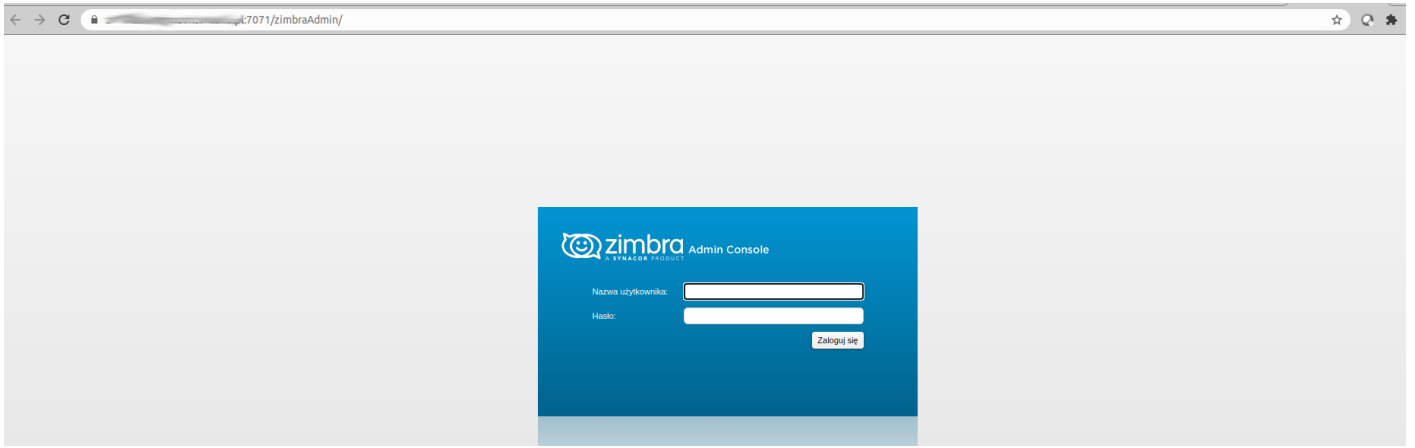 :7071/zimbraAdmin/
zimbra Admin Console
A SYNACOR PRODUCT
Nazwa użytkownika:
Hasło:
Zaloguj się